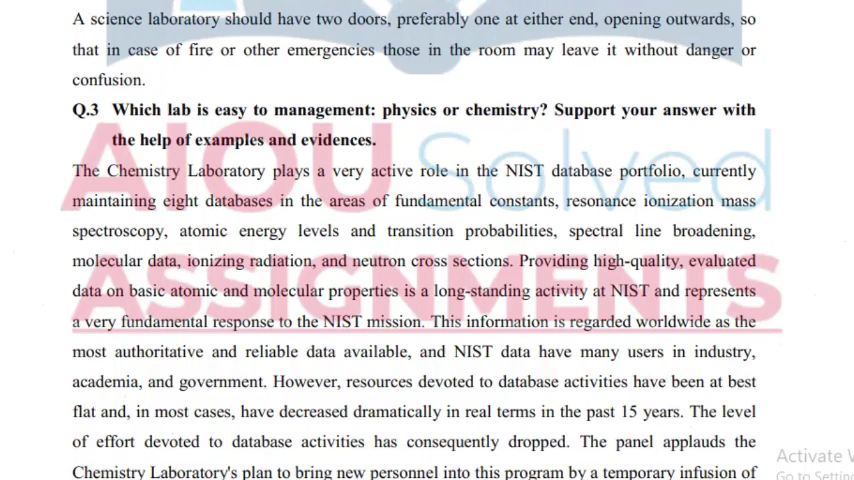 A science laboratory should have two doors, preferably one at either end, opening outwards, so
that in case of fire or other emergencies those in the room may leave it without danger or
confusion.
Q.3 Which lab is easy to management: physics or chemistry? Support your answer with
the help of examples and evidences.
The Chemistry Laboratory plays a very active role in the NIST database portfolio, currently
maintaining eight databases in the areas of fundamental constants, resonance ionization mass
spectroscopy, atomic energy levels and transition probabilities, spectral line broadening,
molecular data, ionizing radiation, and neutron cross sections. Providing high-quality, evaluated
data on basic atomic and molecular properties is a long-standing activity at NIST and represents
a very fundamental response to the NIST mission. This information is regarded worldwide as the
most authoritative and reliable data available, and NIST data have many users in industry,
academia, and government. However, resources devoted to database activities have been at best
flat and, in most cases, have decreased dramatically in real terms in the past 15 years. The level
of effort devoted to database activities has consequently dropped. The panel applauds the
Chemistry Laboratory's plan to bring new personnel into this program by a temporary infusion of
AIOU Solved
ASSIGNMENTS
Activate
Go to Setting